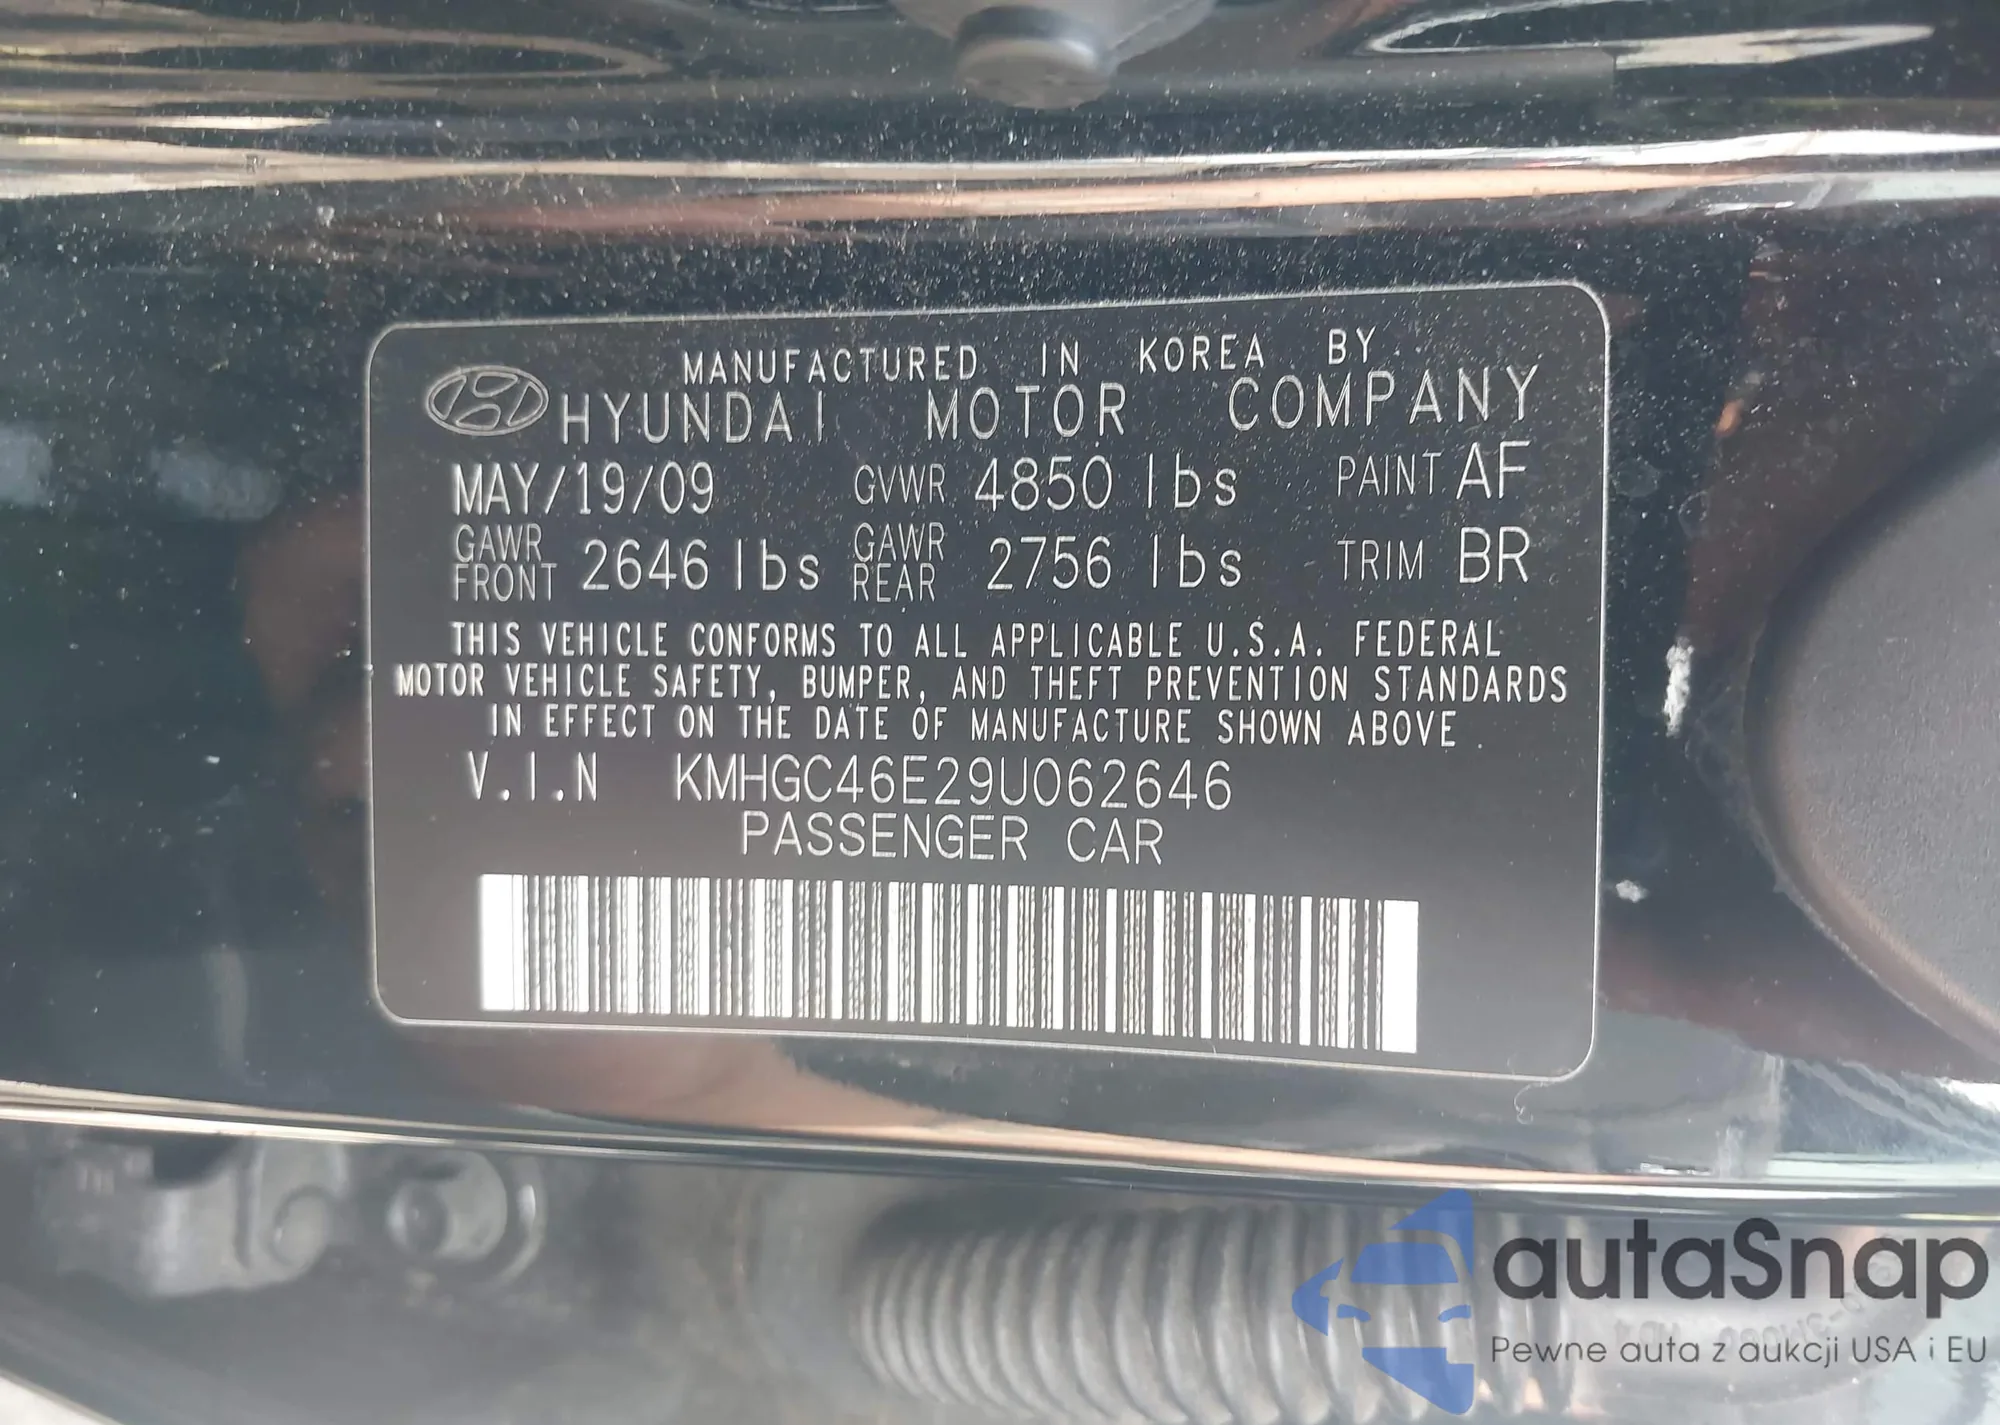 MANUFACTURED IN KOREA BY
HYUNDAI MOTOR COMPANY
MAY/19/09 GVWR 4850 lbs PAINT AF
GAWR FRONT 2646 lbs GAWR REAR 2756 lbs TRIM BR
THIS VEHICLE CONFORMS TO ALL APPLICABLE U.S.A. FEDERAL
MOTOR VEHICLE SAFETY, BUMPER, AND THEFT PREVENTION STANDARDS
IN EFFECT ON THE DATE OF MANUFACTURE SHOWN ABOVE.
V.I.N KMHGC46E29U062646
PASSENGER CAR
autaSnap
Pewne auta z aukcji USA i EU